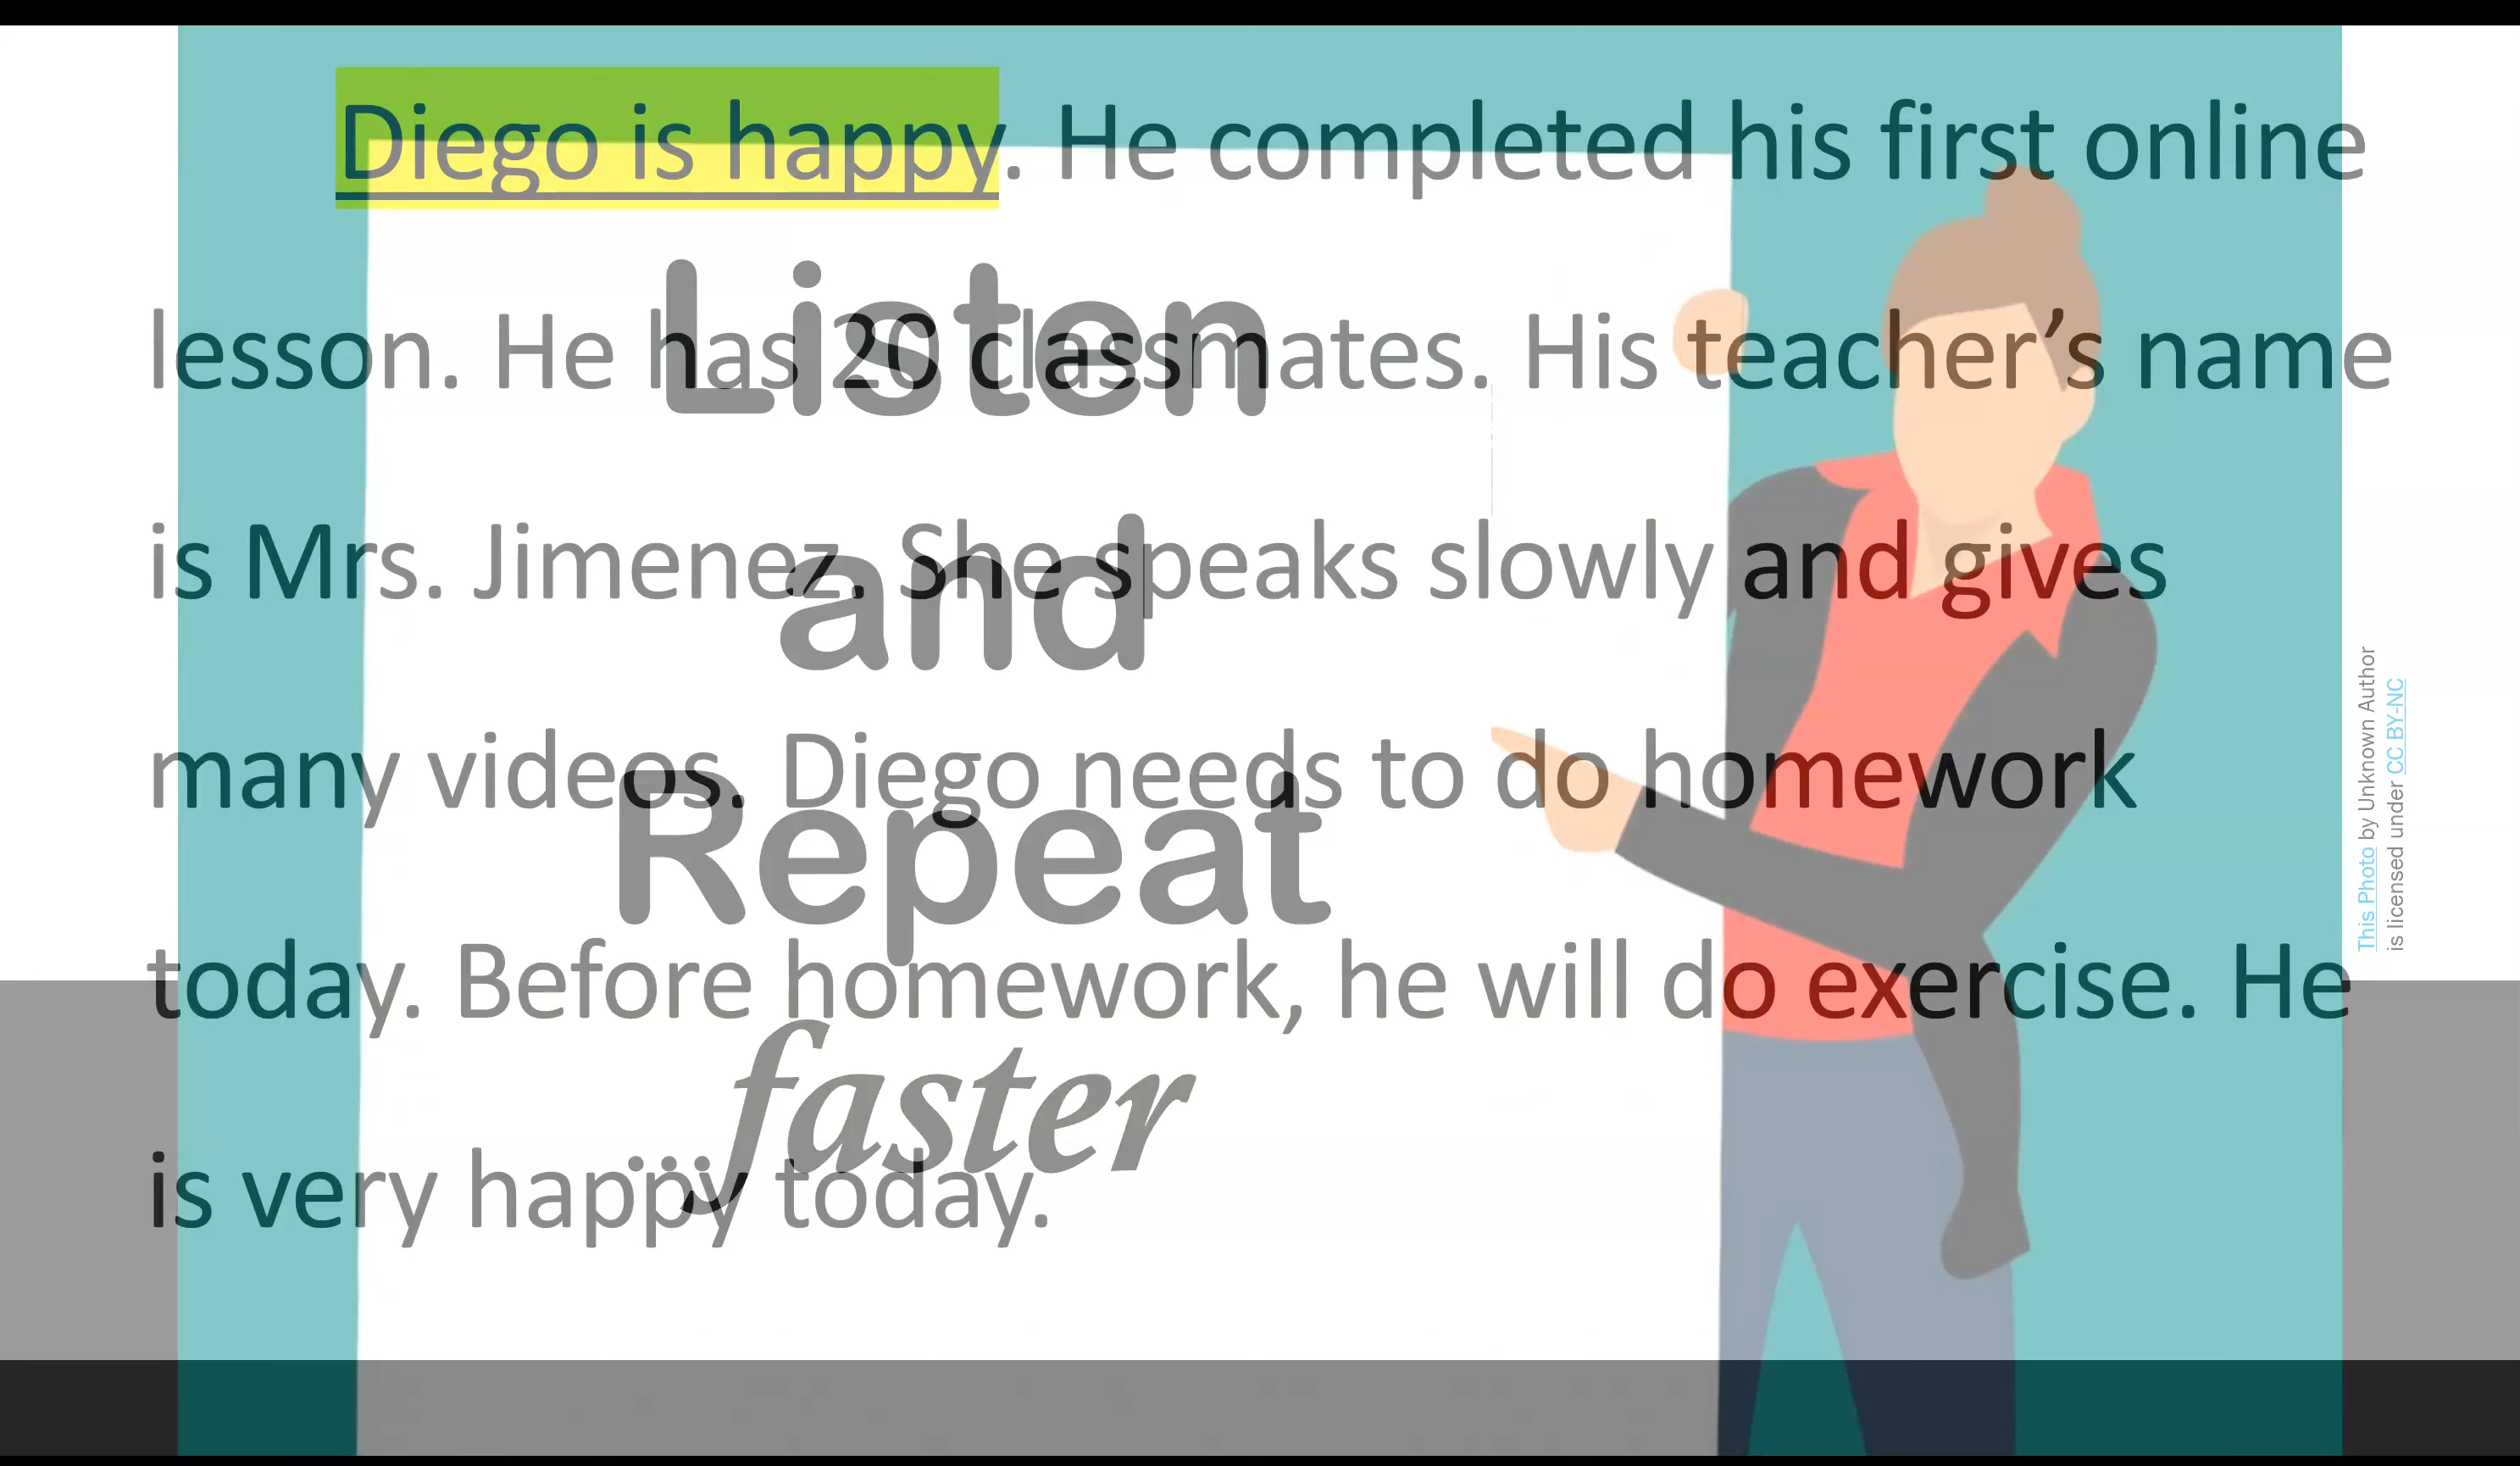 Diego is happy. He completed his first online
lesson. He has 20 classmates. His teacher’s name
is Mrs. Jimenez. She speaks slowly and gives
many videos. Diego needs to do homework
today. Before homework, he will do exercise. He
is very happy today.
Listen
and
Repeat
faster
This Photo by Unknown Author
is licensed under CC BY-NC